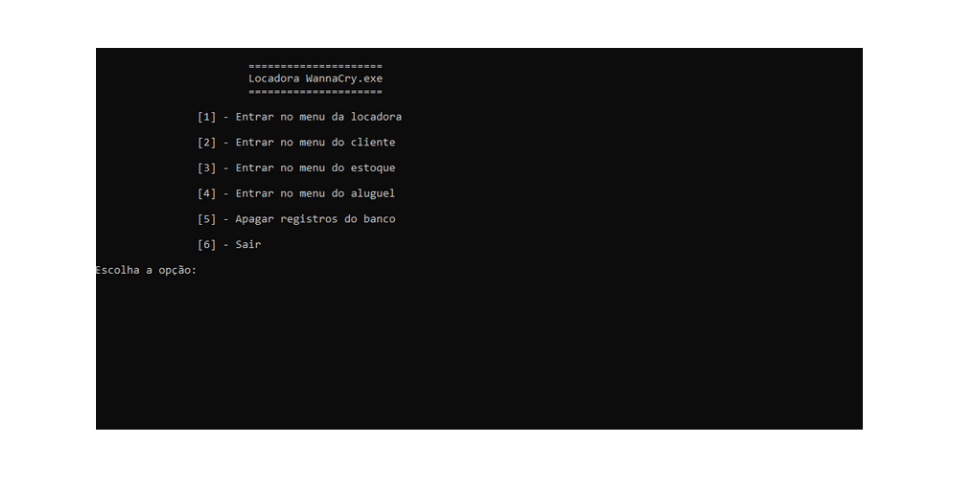 =====================
Locadora WannaCry.exe
=====================
[1] - Entrar no menu da locadora
[2] - Entrar no menu do cliente
[3] - Entrar no menu do estoque
[4] - Entrar no menu do aluguel
[5] - Apagar registros do banco
[6] - Sair
Escolha a opção: